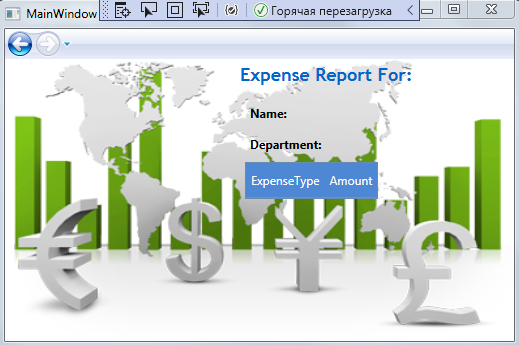 MainWindow
Горячая перезагрузка
Expense Report For:
Name:
Department:
ExpenseType Amount